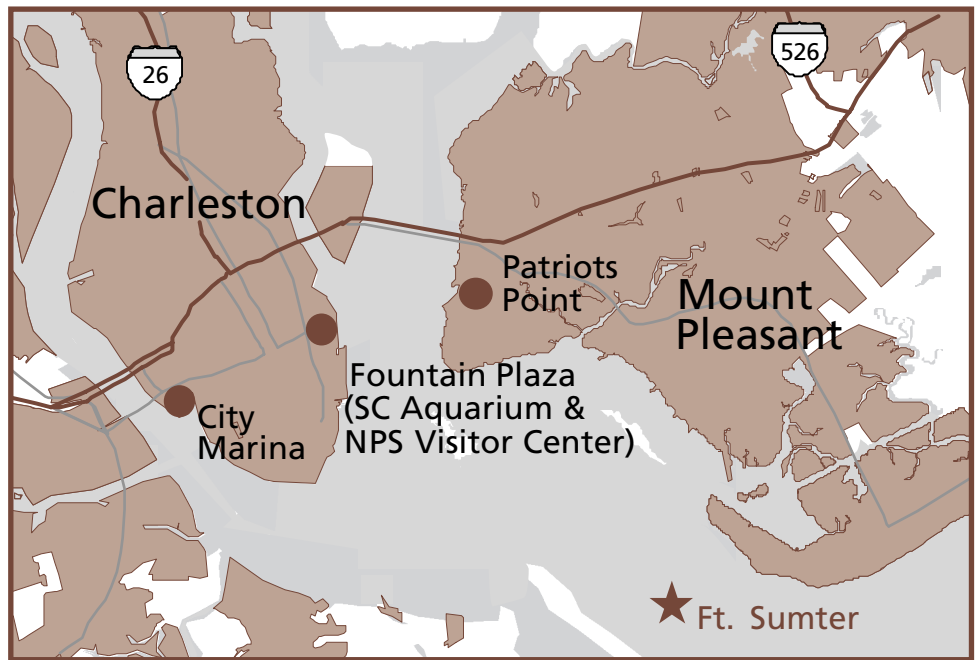 26
526
Charleston
Patriots
Point
Mount
Pleasant
Fountain Plaza
(SC Aquarium &
NPS Visitor Center)
City
Marina
Ft. Sumter